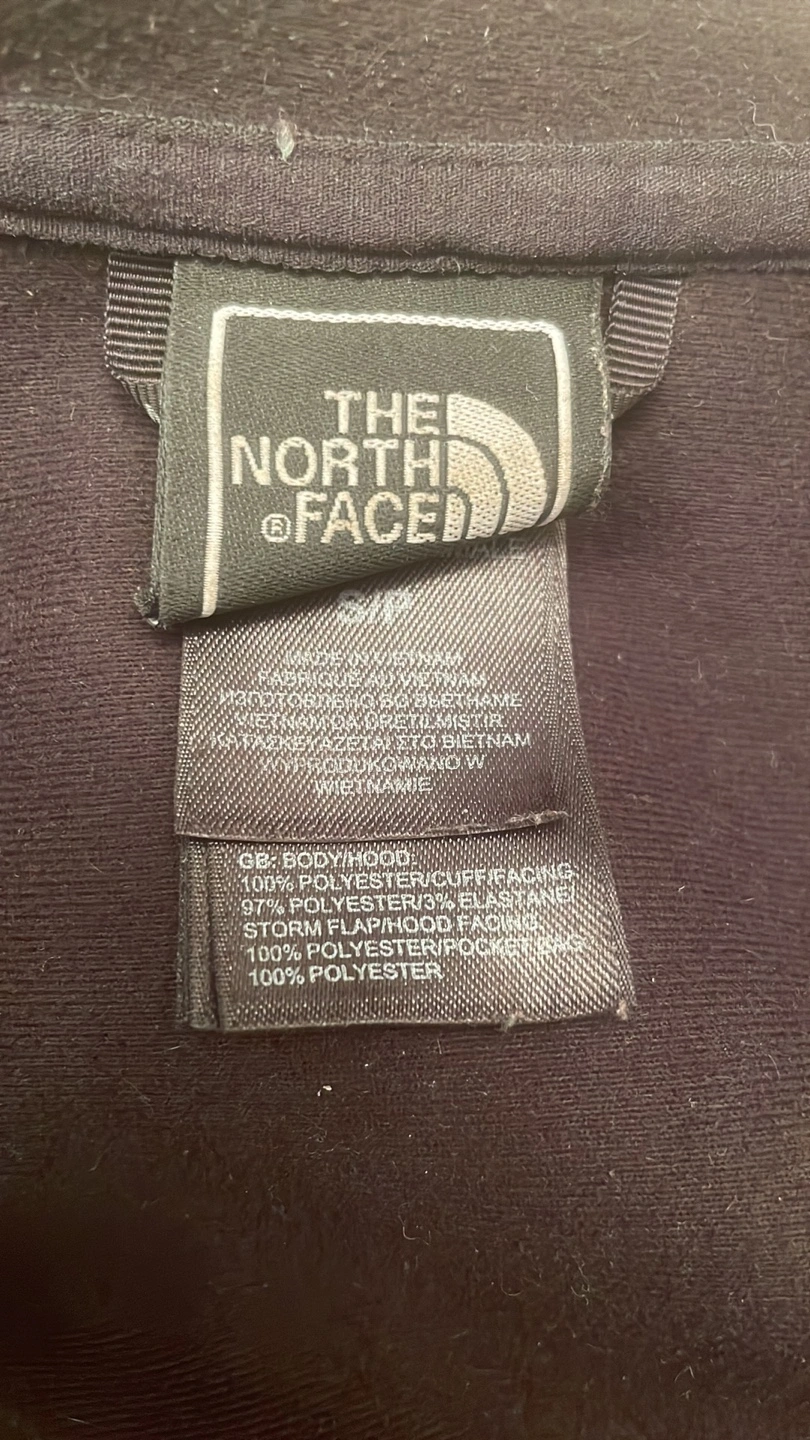 THE
NORTH
® FACE
S/P
MADE IN VIETNAM
FABRIQUÉ AU VIETNAM
ИЗГОТОВЛЕНО ВО ВЬЕТНАМЕ
VIETNAM DA ÜRETILMISTIR
ΚΑΤΑΣΚΕΥΑΖΕΤΑΙ ΣΤΟ ΒΙΕΤΝΑΜ
WYPRODUKOWANO W
WIETNAMIE
GB: BODY/HOOD:
100% POLYESTER/CUFF/FACING:
97% POLYESTER/3% ELASTANE/
STORM FLAP/HOOD FACING:
100% POLYESTER/POCKET BAG:
100% POLYESTER